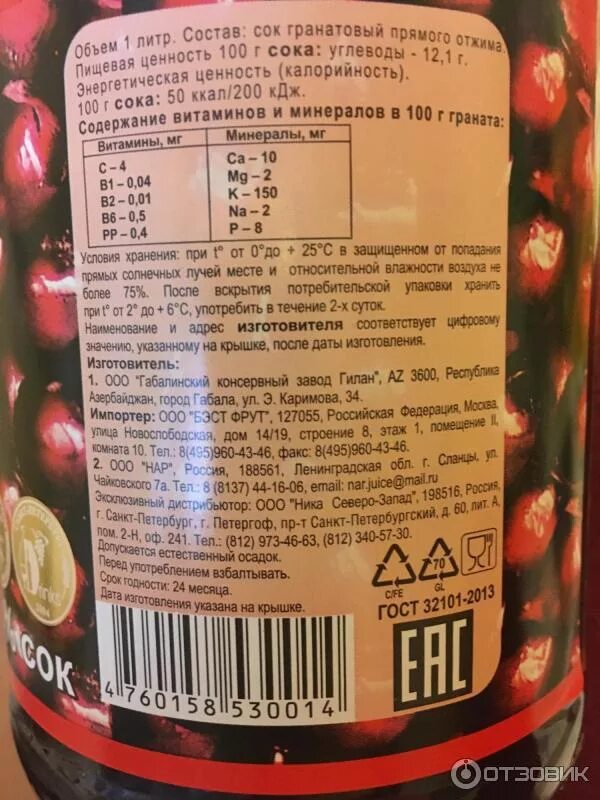 Объем 1 литр. Состав: сок гранатовый прямого отжима.
Пищевая ценность 100 г сока: углеводы - 12,1 г.
Энергетическая ценность (калорийность).
100 г сока: 50 ккал/200 кДж.
Содержание витаминов и минералов в 100 г граната:
Витамины, мг
Минералы, мг
С – 4
В1 – 0,04
В2 – 0,01
В6 – 0,5
РР – 0,4
Ca – 10
Mg – 2
K – 150
Na – 2
P – 8
Условия хранения: при t° от 0°до + 25°С в защищенном от попадания
прямых солнечных лучей месте и относительной влажности воздуха не
более 75%. После вскрытия потребительской упаковки хранить
при t° от 2° до + 6°С, употребить в течение 2-х суток.
Наименование и адрес изготовителя соответствует цифровому
значению, указанному на крышке, после даты изготовления.
Изготовитель:
1. ООО "Габалинский консервный завод Гилан", AZ 3600, Республика
Азербайджан, город Габала, ул. Э. Каримова, 34.
Импортер: ООО "БЭСТ ФРУТ", 127055, Российская Федерация, Москва,
улица Новослободская, дом 14/19, строение 8, этаж 1, помещение II,
комната 10. Тел.: 8(495)960-43-46, факс: 8(495)960-43-46.
2. ООО "НАР", Россия, 188561, Ленинградская обл. г. Сланцы, ул.
Чайковского 7а. Тел.: 8 (8137) 44-16-06, email: nar.juice@mail.ru
Эксклюзивный дистрибьютор: ООО "Ника Северо-Запад", 198516, Россия,
г. Санкт-Петербург, г. Петергоф, пр-т Санкт-Петербургский, д. 60, лит. А,
пом. 2-Н, оф. 241. Тел.: (812) 973-46-63, (812) 340-57-30.
Допускается естественный осадок.
Перед употреблением взбалтывать.
Срок годности: 24 месяца.
Дата изготовления указана на крышке.
C/FE
70
GL
ГОСТ 32101-2013
EAC
СОК
4 760158 530014
ОТЗОВИК